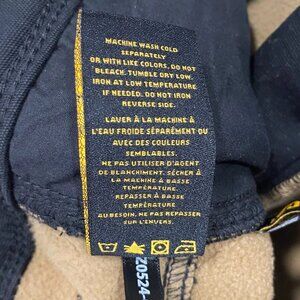 MACHINE WASH COLD
SEPARATELY
OR WITH LIKE COLORS. DO NOT
BLEACH. TUMBLE DRY LOW.
IRON AT LOW TEMPERATURE
IF NEEDED. DO NOT IRON
REVERSE SIDE.
LAVER À LA MACHINE À
L'EAU FROIDE SÉPARÉMENT OU
AVEC DES COULEURS
SEMBLABLES.
NE PAS UTILISER D'AGENT
DE BLANCHIMENT. SÉCHER À
LA MACHINE À BASSE
TEMPÉRATURE.
REPASSER À BASSE
TEMPÉRATURE
AU BESOIN. NE PAS REPASSER
SUR L'ENVERS.
Z0524-